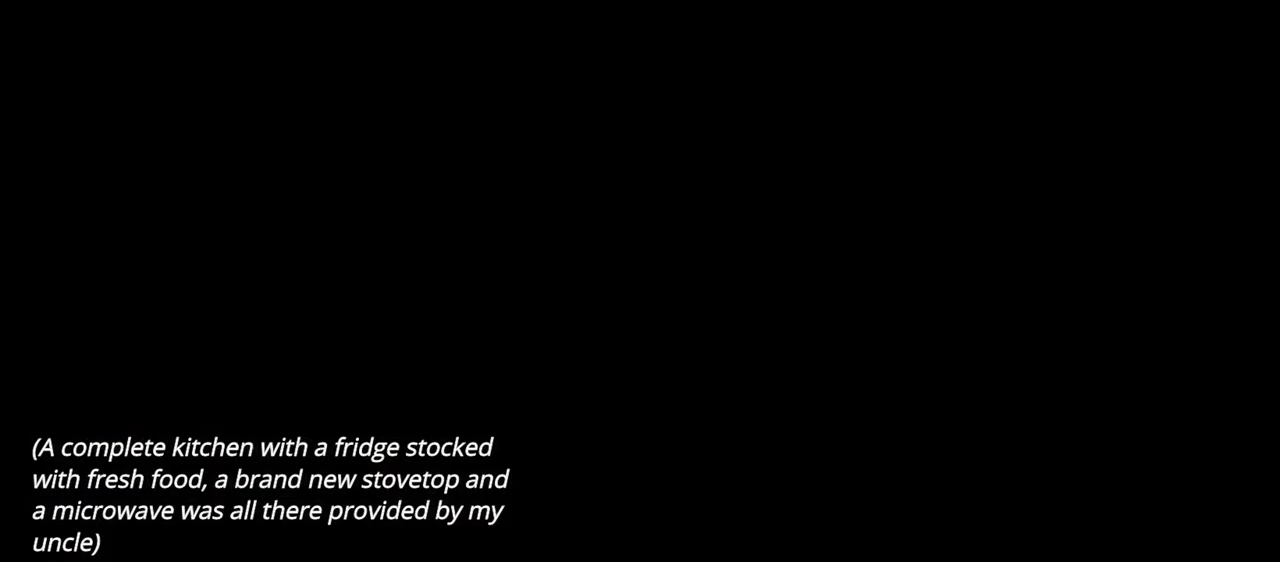 (A complete kitchen with a fridge stocked
with fresh food, a brand new stovetop and
a microwave was all there provided by my
uncle)